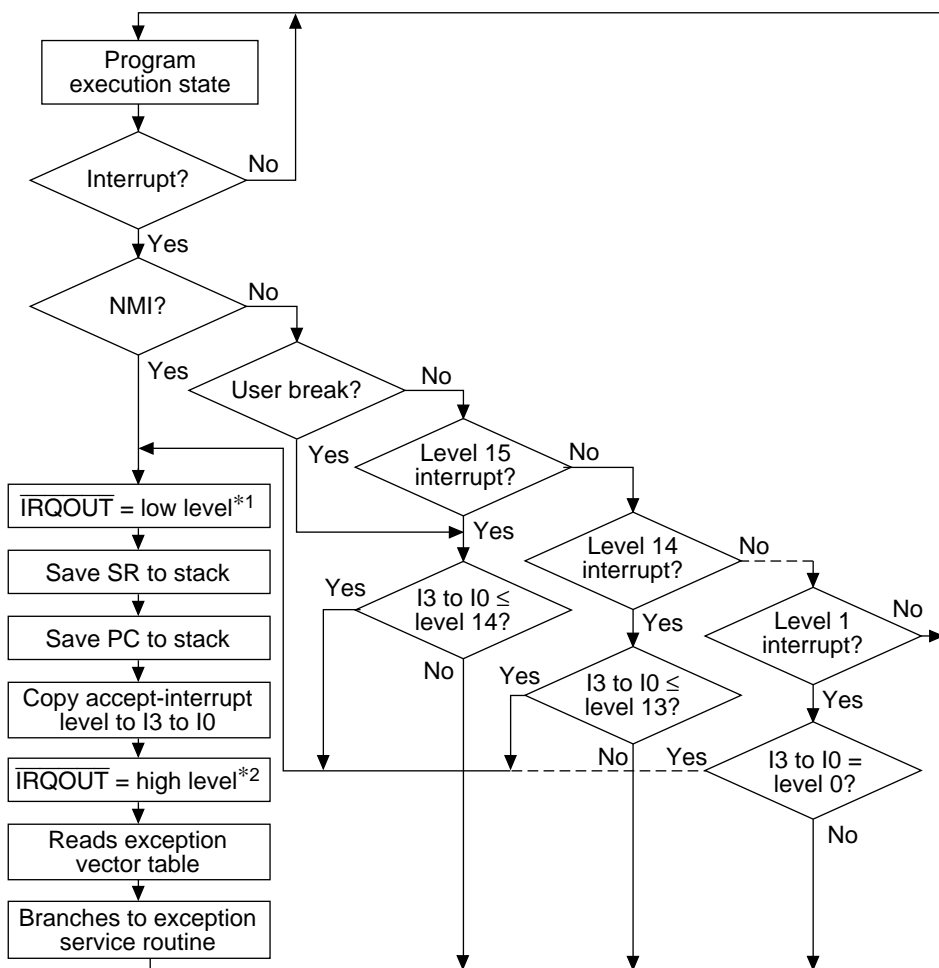 Program
execution state
Interrupt?
No
Yes
NMI?
No
Yes
User break?
No
Yes
Level 15
interrupt?
No
Yes
Level 14
interrupt?
No
Yes
Level 1
interrupt?
No
Yes
I3 to I0 ≤
level 14?
Yes
No
I3 to I0 ≤
level 13?
Yes
No
I3 to I0 =
level 0?
Yes
No
IRQOUT = low level*1
Save SR to stack
Save PC to stack
Copy accept-interrupt
level to I3 to I0
IRQOUT = high level*2
Reads exception
vector table
Branches to exception
service routine